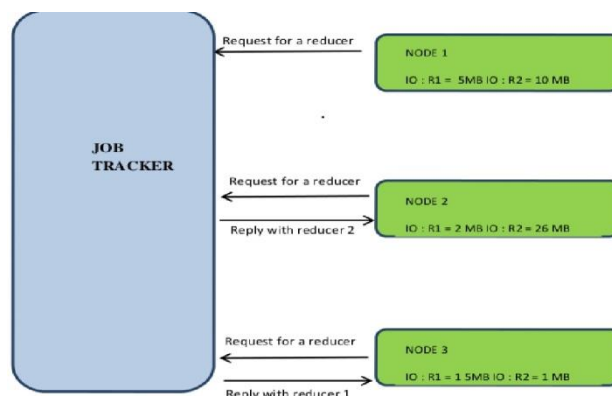 Request for a reducer
NODE 1
IO : R1 = 5MB IO : R2 = 10 MB
JOB
TRACKER
Request for a reducer
NODE 2
Reply with reducer 2
IO : R1 = 2 MB IO : R2 = 26 MB
Request for a reducer
NODE 3
IO : R1 = 1 5MB IO : R2 = 1 MB
Reply with reducer 1